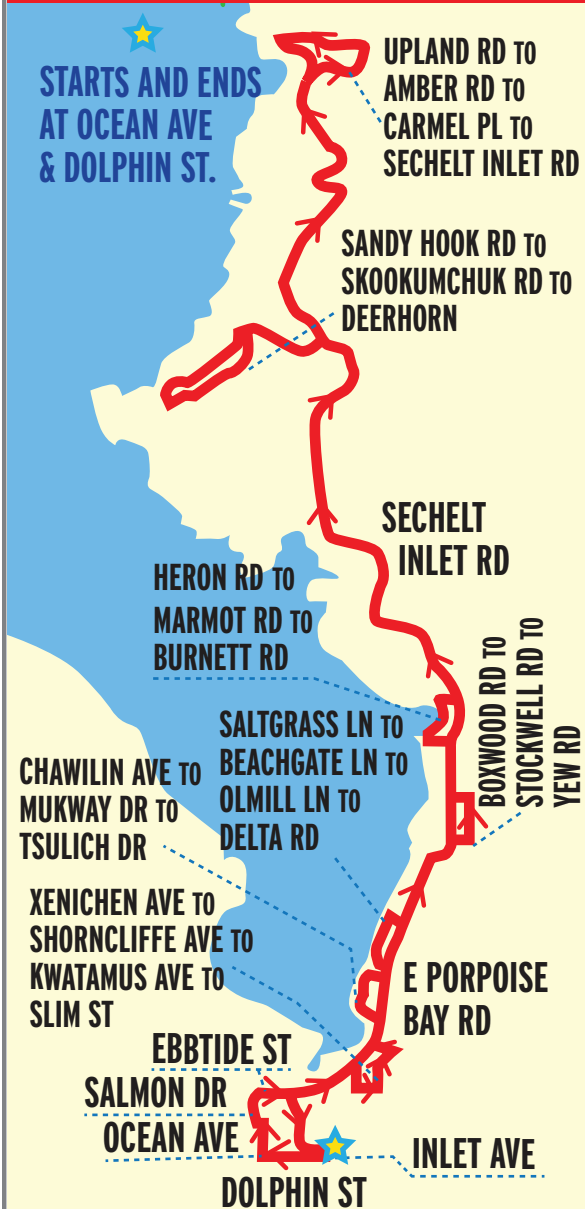 STARTS AND ENDS
AT OCEAN AVE
& DOLPHIN ST.
UPLAND RD TO
AMBER RD TO
CARMEL PL TO
SECHELT INLET RD
SANDY HOOK RD TO
SKOOKUMCHUK RD TO
DEERHORN
SECHELT
INLET RD
HERON RD TO
MARMOT RD TO
BURNETT RD
BOXWOOD RD TO
STOCKWELL RD TO
YEW RD
SALTGRASS LN TO
BEACHGATE LN TO
OLMILL LN TO
DELTA RD
CHAWILIN AVE TO
MUKWAY DR TO
TSULICH DR
XENICHEN AVE TO
SHORNCLIFFE AVE TO
KWATAMUS AVE TO
SLIM ST
E PORPOISE
BAY RD
EBBTIDE ST
SALMON DR
OCEAN AVE
INLET AVE
DOLPHIN ST